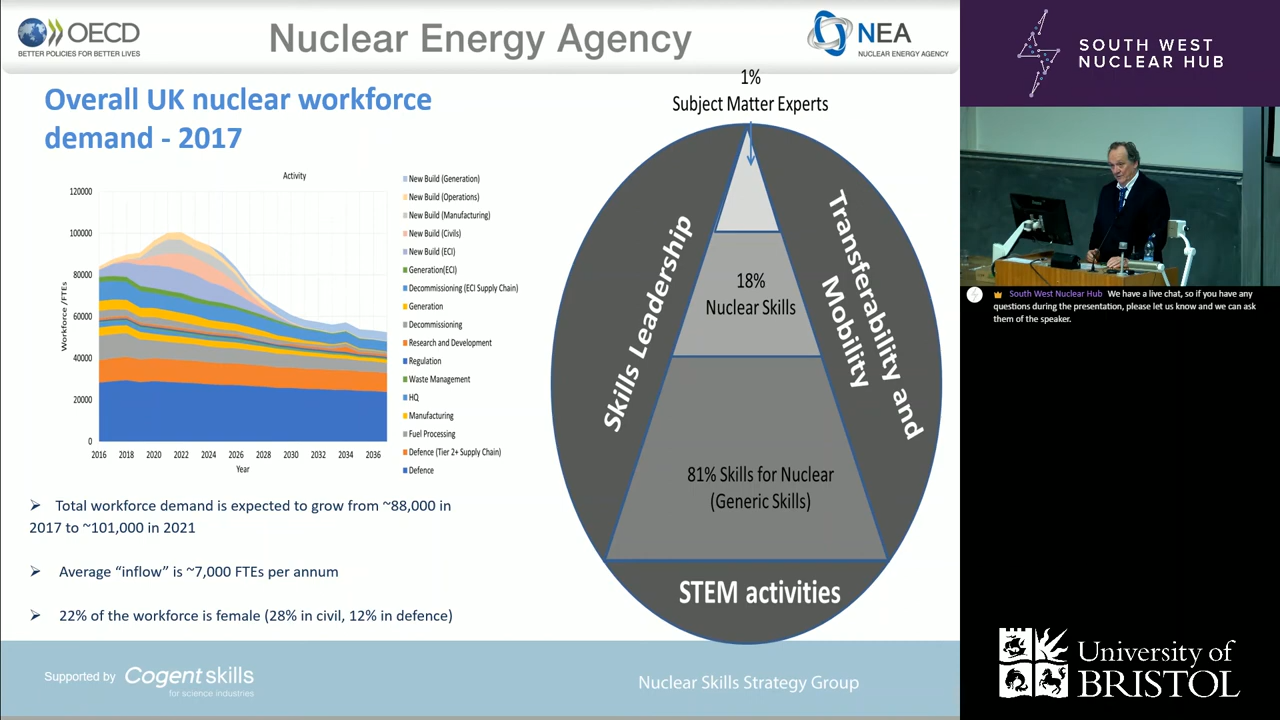 OECD
BETTER POLICIES FOR BETTER LIVES
Nuclear Energy Agency
NEA
NUCLEAR ENERGY AGENCY
Overall UK nuclear workforce
demand - 2017
Activity
Workforce /FTEs
120000
100000
80000
60000
40000
20000
0
2016 2018 2020 2022 2024 2026 2028 2030 2032 2034 2036
Year
New Build (Generation)
New Build (Operations)
New Build (Manufacturing)
New Build (Civils)
New Build (ECI)
Generation(ECI)
Decommissioning (ECI Supply Chain)
Generation
Decommissioning
Research and Development
Regulation
Waste Management
HQ
Manufacturing
Fuel Processing
Defence (Tier 2+ Supply Chain)
Defence
➢ Total workforce demand is expected to grow from ~88,000 in
2017 to ~101,000 in 2021
➢ Average “inflow” is ~7,000 FTEs per annum
➢ 22% of the workforce is female (28% in civil, 12% in defence)
1%
Subject Matter Experts
Skills Leadership
Transferability and
Mobility
18%
Nuclear Skills
81% Skills for Nuclear
(Generic Skills)
STEM activities
Supported by
Cogent skills
for science industries
Nuclear Skills Strategy Group
SOUTH WEST
NUCLEAR HUB
South West Nuclear Hub We have a live chat, so if you have any
questions during the presentation, please let us know and we can ask
them of the speaker.
University of
BRISTOL